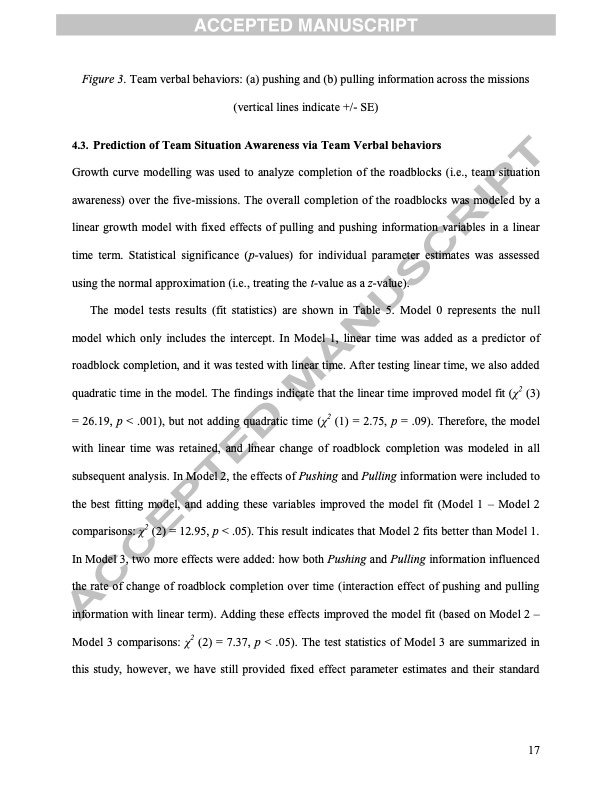 ACCEPTED MANUSCRIPT
Figure 3. Team verbal behaviors: (a) pushing and (b) pulling information across the missions
(vertical lines indicate +/- SE)
4.3. Prediction of Team Situation Awareness via Team Verbal behaviors
Growth curve modelling was used to analyze completion of the roadblocks (i.e., team situation
awareness) over the five-missions. The overall completion of the roadblocks was modeled by a
linear growth model with fixed effects of pulling and pushing information variables in a linear
time term. Statistical significance (p-values) for individual parameter estimates was assessed
using the normal approximation (i.e., treating the t-value as a z-value).
The model tests results (fit statistics) are shown in Table 5. Model 0 represents the null
model which only includes the intercept. In Model 1, linear time was added as a predictor of
roadblock completion, and it was tested with linear time. After testing linear time, we also added
quadratic time in the model. The findings indicate that the linear time improved model fit (χ² (3)
= 26.19, p < .001), but not adding quadratic time (χ² (1) = 2.75, p = .09). Therefore, the model
with linear time was retained, and linear change of roadblock completion was modeled in all
subsequent analysis. In Model 2, the effects of Pushing and Pulling information were included to
the best fitting model, and adding these variables improved the model fit (Model 1 – Model 2
comparisons: χ² (2) = 12.95, p < .05). This result indicates that Model 2 fits better than Model 1.
In Model 3, two more effects were added: how both Pushing and Pulling information influenced
the rate of change of roadblock completion over time (interaction effect of pushing and pulling
information with linear term). Adding these effects improved the model fit (based on Model 2 –
Model 3 comparisons: χ² (2) = 7.37, p < .05). The test statistics of Model 3 are summarized in
this study, however, we have still provided fixed effect parameter estimates and their standard
17
ACCEPTED MANUSCRIPT